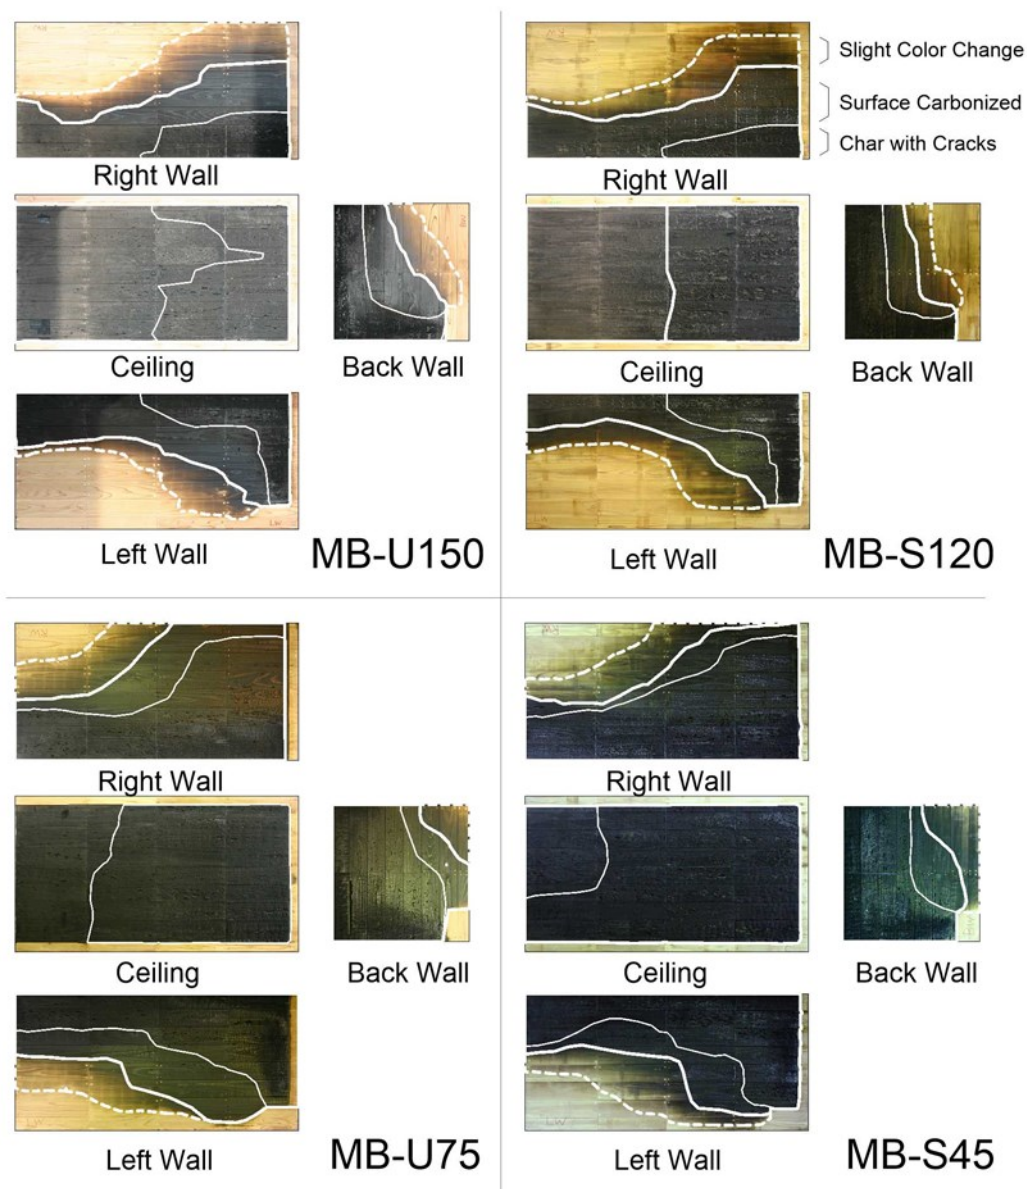 Slight Color Change
Surface Carbonized
Char with Cracks
Right Wall
Right Wall
Ceiling
Back Wall
Ceiling
Back Wall
Left Wall
MB-U150
Left Wall
MB-S120
Right Wall
Right Wall
Ceiling
Back Wall
Ceiling
Back Wall
LW
Left Wall
MB-U75
Left Wall
MB-S45